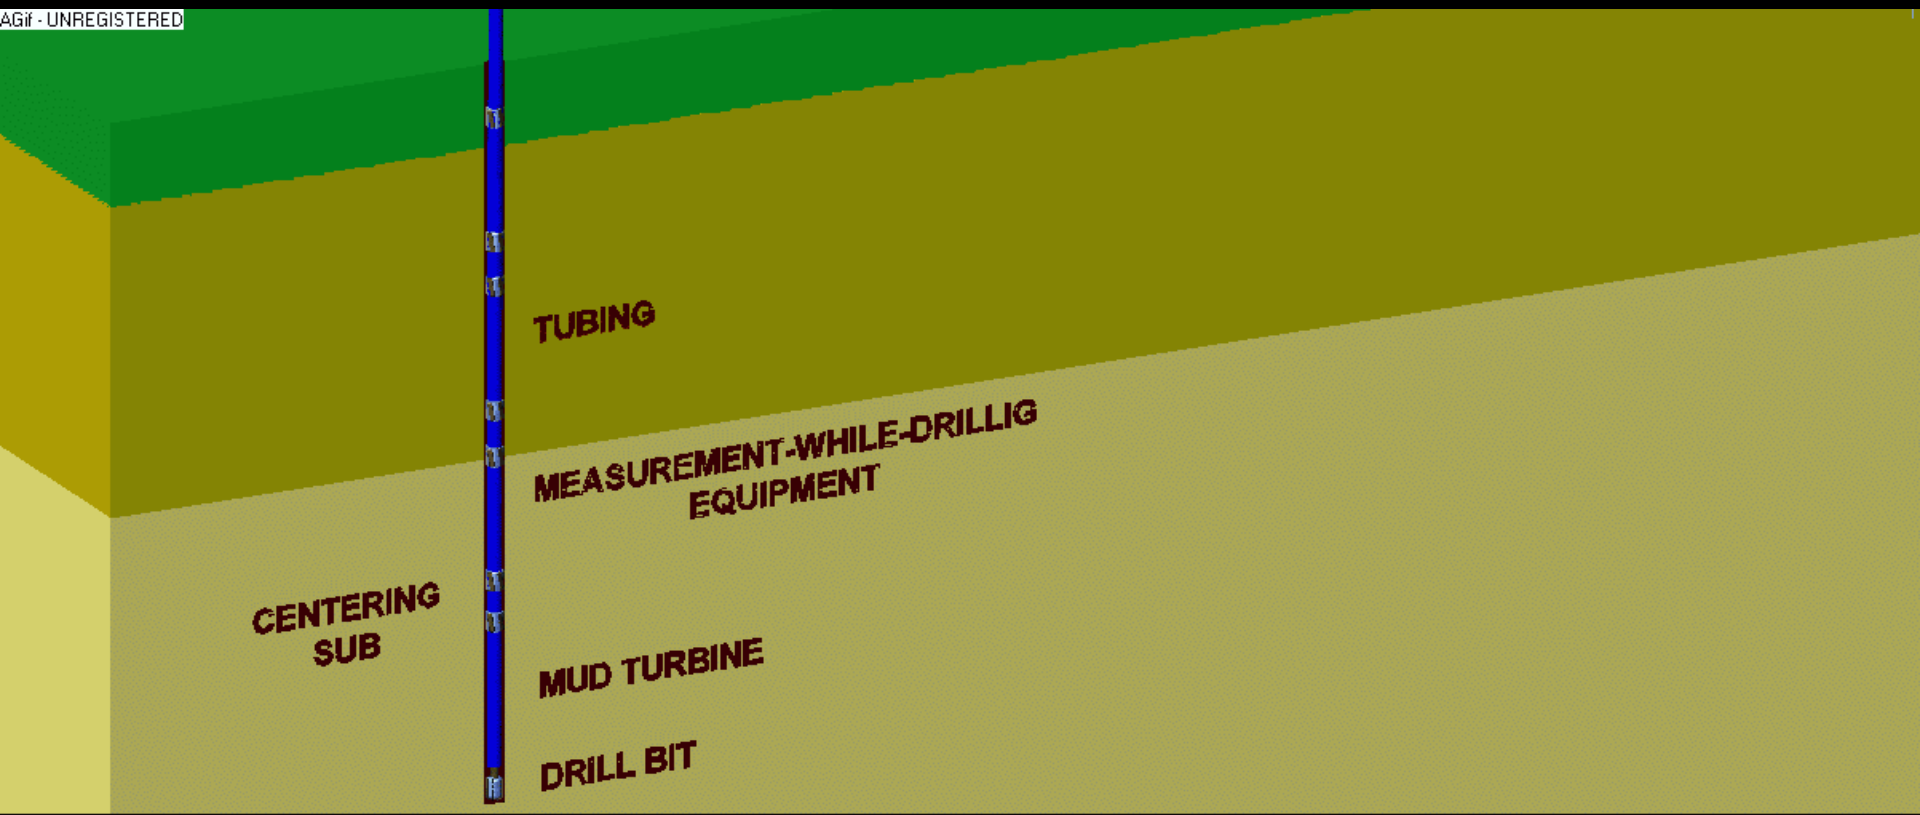 AGif - UNREGISTERED
TUBING
MEASUREMENT-WHILE-DRILLIG
EQUIPMENT
CENTERING
SUB
MUD TURBINE
DRILL BIT